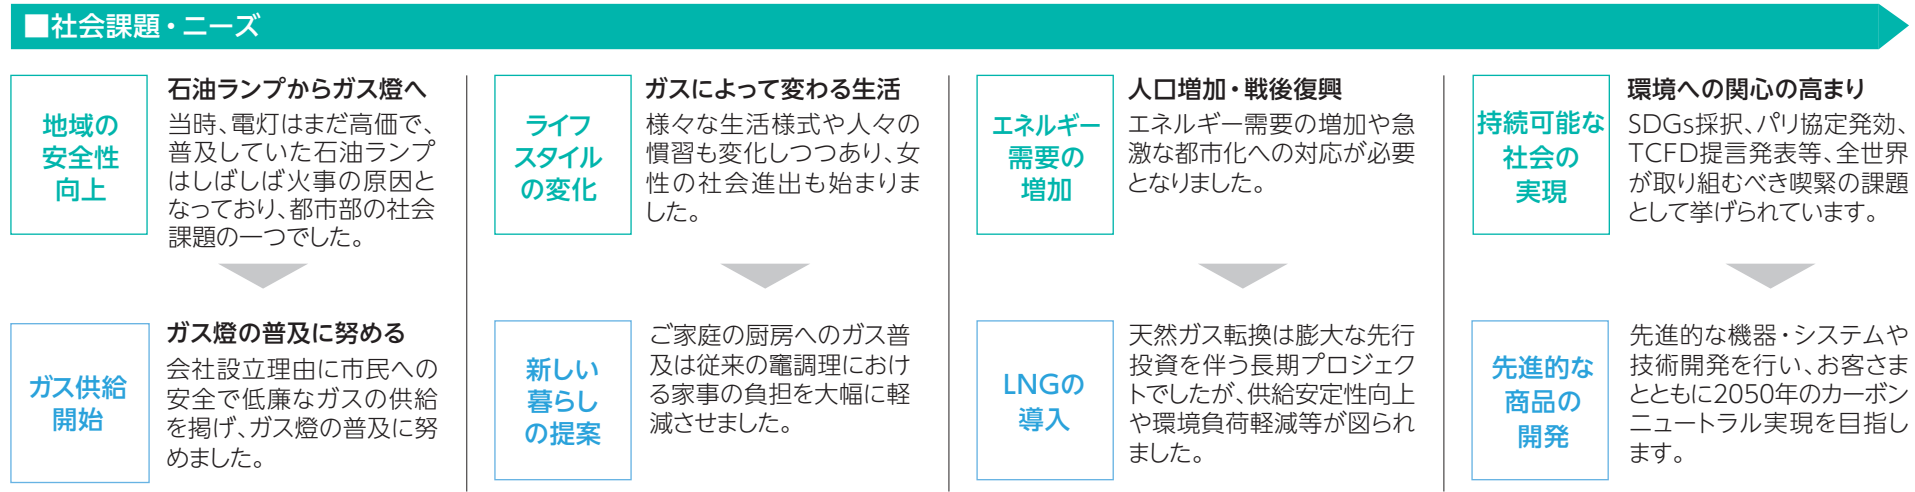 ■社会課題・ニーズ
地域の
安全性
向上
石油ランプからガス燈へ
当時、電灯はまだ高価で、
普及していた石油ランプ
はしばしば火事の原因と
なっており、都市部の社会
課題の一つでした。
ガス供給
開始
ガス燈の普及に努める
会社設立理由に市民への
安全で低廉なガスの供給
を掲げ、ガス燈の普及に努
めました。
ライフ
スタイル
の変化
ガスによって変わる生活
様々な生活様式や人々の
慣習も変化しつつあり、女
性の社会進出も始まりま
した。
新しい
暮らし
の提案
ご家庭の厨房へのガス普
及は従来の竈調理におけ
る家事の負担を大幅に軽
減させました。
エネルギー
需要の
増加
人口増加・戦後復興
エネルギー需要の増加や急
激な都市化への対応が必要
となりました。
LNGの
導入
天然ガス転換は膨大な先行
投資を伴う長期プロジェク
トでしたが、供給安定性向上
や環境負荷軽減等が図られ
ました。
持続可能な
社会の
実現
環境への関心の高まり
SDGs採択、パリ協定発効、
TCFD提言発表等、全世界
が取り組むべき喫緊の課題
として挙げられています。
先進的な
商品の
開発
先進的な機器・システムや
技術開発を行い、お客さま
とともに2050年のカーボン
ニュートラル実現を目指し
ます。